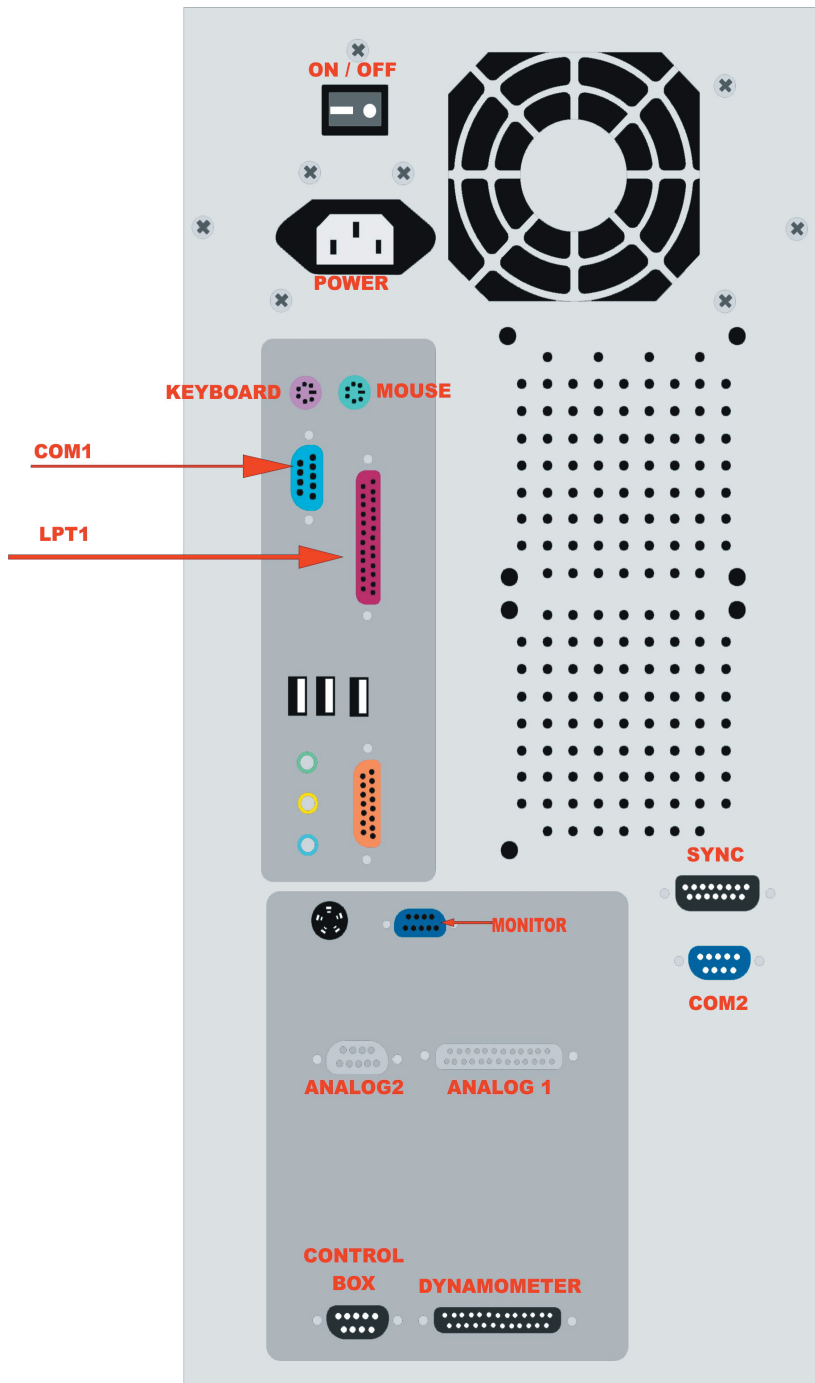 ON / OFF
POWER
KEYBOARD
MOUSE
COM1
LPT1
SYNC
MONITOR
COM2
ANALOG2
ANALOG 1
CONTROL
BOX
DYNAMOMETER